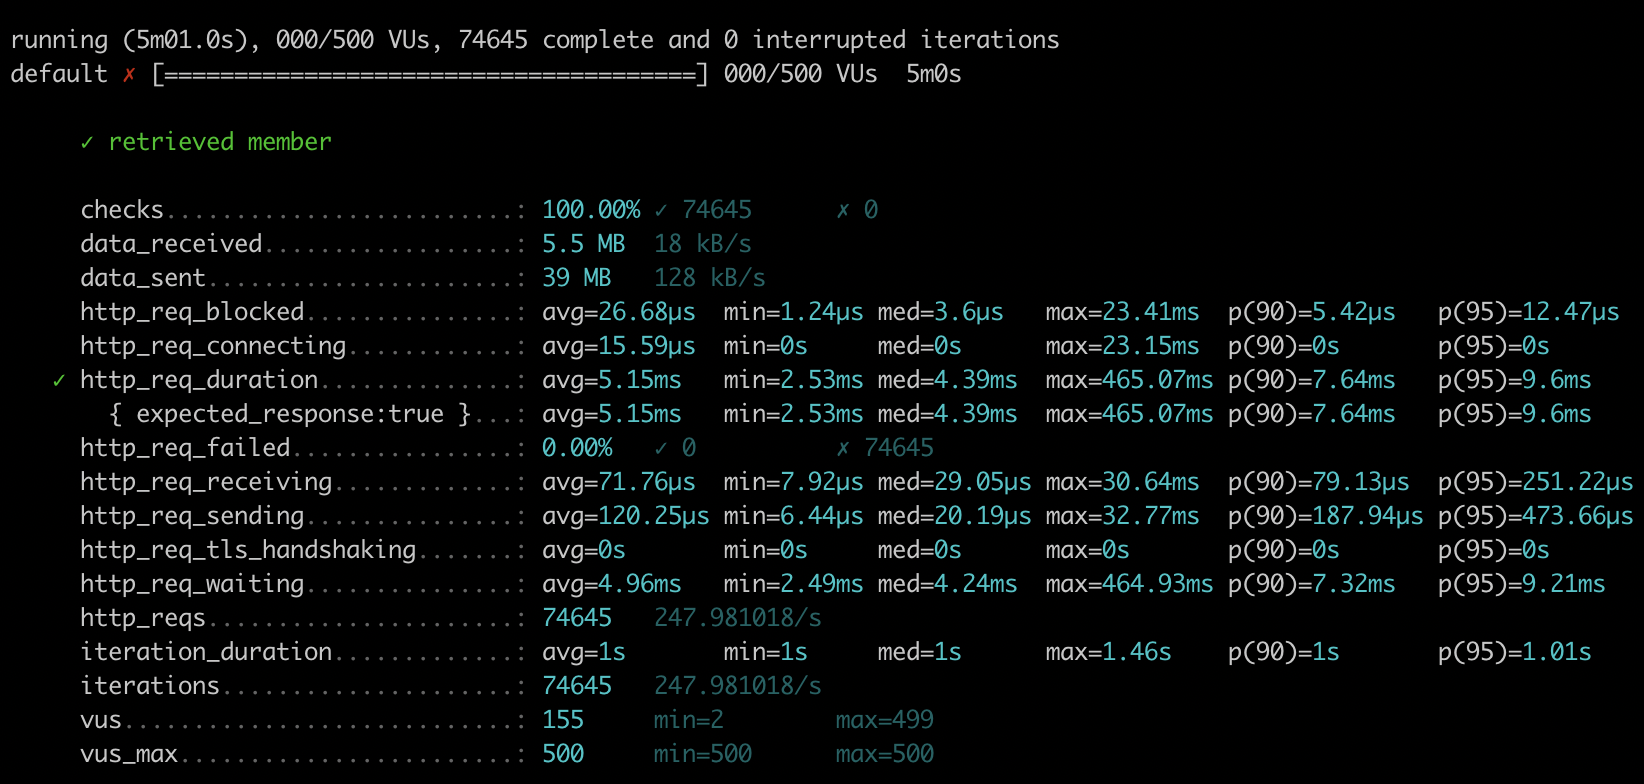 running (5m01.0s), 000/500 VUs, 74645 complete and 0 interrupted iterations
default ✗ [======================================] 000/500 VUs  5m0s
✓ retrieved member
checks.........................: 100.00% ✓ 74645      ✗ 0
data_received..................: 5.5 MB  18 kB/s
data_sent......................: 39 MB   128 kB/s
http_req_blocked...............: avg=26.68µs  min=1.24µs med=3.6µs   max=23.41ms  p(90)=5.42µs   p(95)=12.47µs
http_req_connecting............: avg=15.59µs  min=0s     med=0s      max=23.15ms  p(90)=0s       p(95)=0s
✓ http_req_duration..............: avg=5.15ms   min=2.53ms med=4.39ms  max=465.07ms p(90)=7.64ms   p(95)=9.6ms
{ expected_response:true }...: avg=5.15ms   min=2.53ms med=4.39ms  max=465.07ms p(90)=7.64ms   p(95)=9.6ms
http_req_failed................: 0.00%   ✓ 0          ✗ 74645
http_req_receiving.............: avg=71.76µs  min=7.92µs med=29.05µs max=30.64ms  p(90)=79.13µs  p(95)=251.22µs
http_req_sending...............: avg=120.25µs min=6.44µs med=20.19µs max=32.77ms  p(90)=187.94µs p(95)=473.66µs
http_req_tls_handshaking.......: avg=0s       min=0s     med=0s      max=0s       p(90)=0s       p(95)=0s
http_req_waiting...............: avg=4.96ms   min=2.49ms med=4.24ms  max=464.93ms p(90)=7.32ms   p(95)=9.21ms
http_reqs......................: 74645   247.981018/s
iteration_duration.............: avg=1s       min=1s     med=1s      max=1.46s    p(90)=1s       p(95)=1.01s
iterations.....................: 74645   247.981018/s
vus............................: 155     min=2        max=499
vus_max........................: 500     min=500      max=500